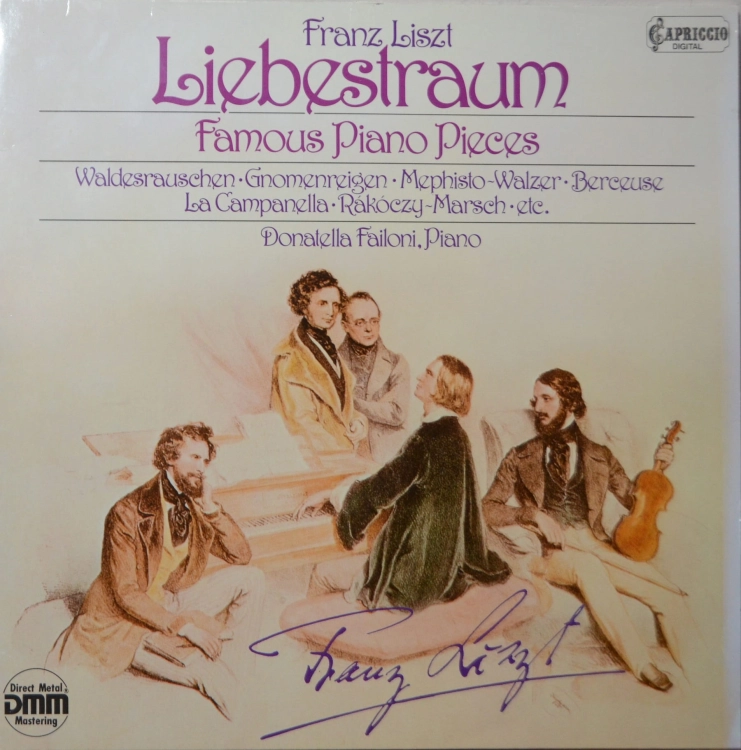 Franz Liszt
CAPRICCIO
DIGITAL
Liebestraum
Famous Piano Pieces
Waldesrauschen · Gnomenreigen · Mephisto-Walzer · Berceuse
La Campanella · Rákóczy-Marsch · etc.
Donatella Failoni, Piano
Franz Liszt
Direct Metal
DMM
Mastering